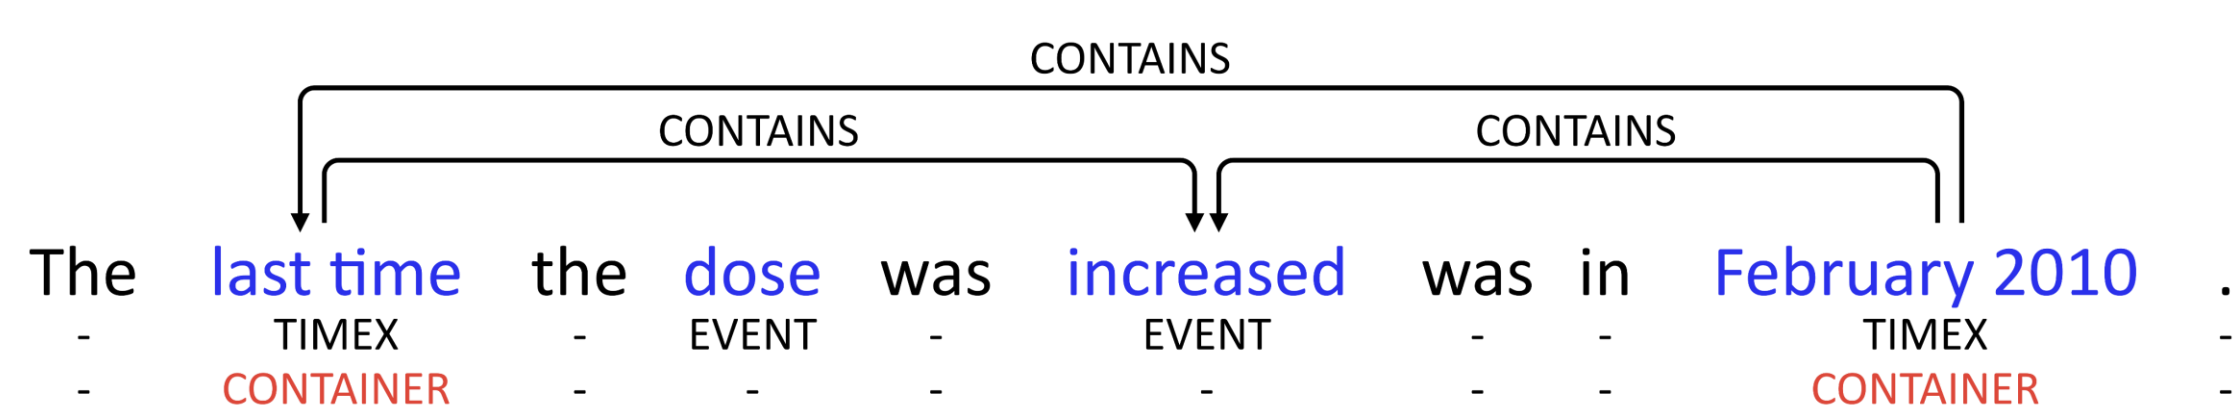 CONTAINS
CONTAINS CONTAINS
The last time the dose was increased was in February 2010 .
- TIMEX - EVENT - EVENT - - TIMEX -
- CONTAINER - - - - - - CONTAINER -